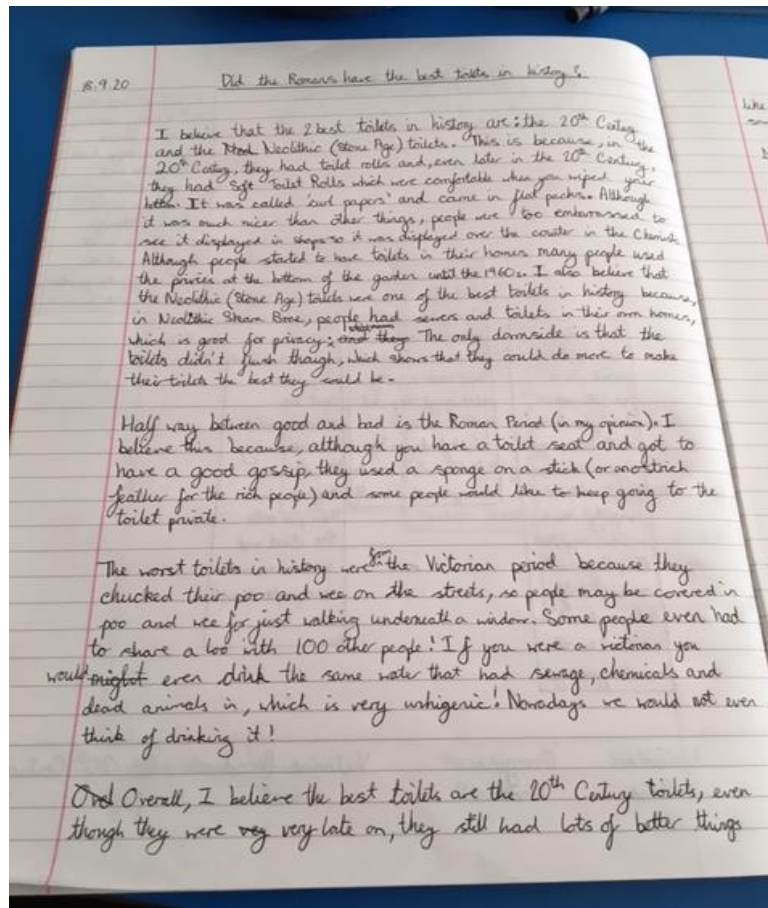 18.9.20 Did the Romans have the best toilets in history?
I believe that the 2 best toilets in history are: the 20th Century
and the Neolithic (Stone Age) toilets. This is because, in the
20th Century, they had toilet rolls and, even later in the 20th Century,
they had Soft Toilet Rolls which were comfortable when you wiped your
It was called 'curl papers' and came in flat packs. Although
it was much nicer than other things, people were too embarrassed to
see it displayed in shops so it was displayed over the counter in the
Although people started to have toilets in their homes many people used
the privies at the bottom of the garden until the 1960s. I also believe that
the Neolithic (Stone Age) toilets were one of the best toilets in history because,
in Neolithic Skara Brae, people had sewers and toilets in their own homes,
which is good for privacy; and they The only downside is that the
toilets didn't flush though, which shows that they could do more to make
their toilets the best they could be.
Half way between good and bad is the Roman Period (in my opinion). I
believe this because, although you have a toilet seat and got to
have a good gossip, they used a sponge on a stick (or an ostrich
feather for the rich people) and some people would like to keep going to the
toilet private.
The worst toilets in history were from the Victorian period because they
chucked their poo and wee on the streets, so people may be covered in
poo and wee for just walking underneath a window. Some people even had
to share a loo with 100 other people! If you were a victorian you
would might even drink the same water that had sewage, chemicals and
dead animals in, which is very unhigenic! Nowadays we would not even
think of drinking it!
Overall, I believe the best toilets are the 20th Century toilets, even
though they were very late on, they still had lots of better things
like